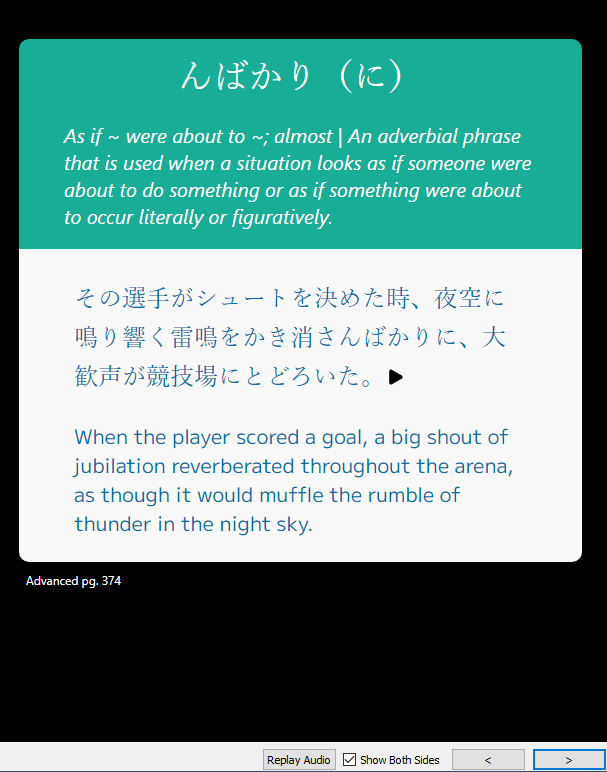 んばかり（に）
As if ~ were about to ~; almost | An adverbial phrase
that is used when a situation looks as if someone were
about to do something or as if something were about
to occur literally or figuratively.
その選手がシュートを決めた時、夜空に
鳴り響く雷鳴をかき消さんばかりに、大
歓声が競技場にとどろいた。
When the player scored a goal, a big shout of
jubilation reverberated throughout the arena,
as though it would muffle the rumble of
thunder in the night sky.
Advanced pg. 374
Replay Audio Show Both Sides < >